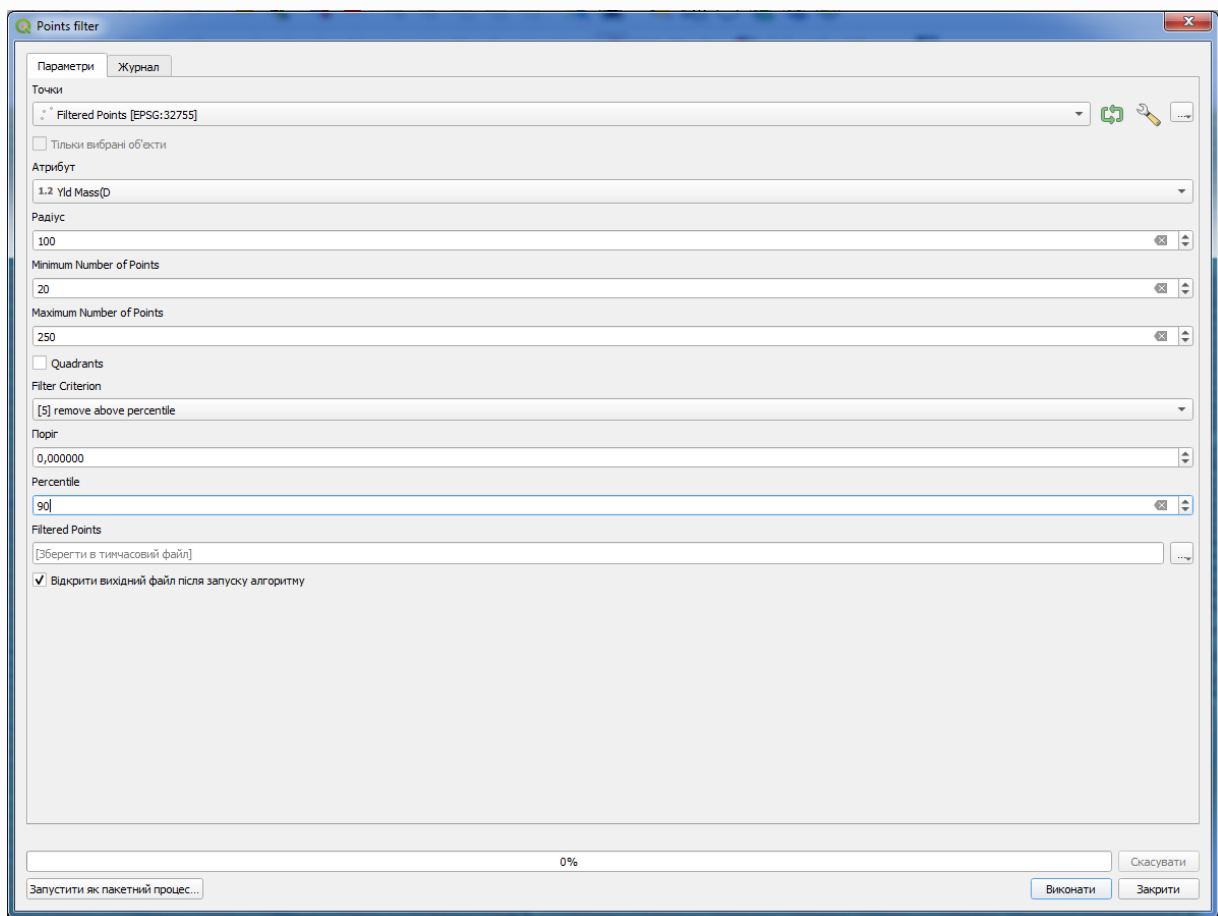 Points filter
Параметри
Журнал
Точки
Filtered Points [EPSG:32755]
Тільки вибрані об'єкти
Атрибут
1.2 Yld Mass(D
Радіус
100
Minimum Number of Points
20
Maximum Number of Points
250
Quadrants
Filter Criterion
[5] remove above percentile
Поріг
0,000000
Percentile
90
Filtered Points
[Зберегти в тимчасовий файл]
Відкрити вихідний файл після запуску алгоритму
0%
Скасувати
Запустити як пакетний процес...
Виконати
Закрити